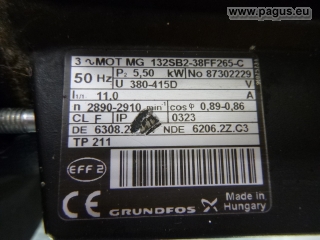 www.pagus.eu
3 ~ MOT MG 132SB2-38FF265-C
50 Hz P₂ 5,50 kW No 87302229
U 380-415D V
I1/1 11.0 A
n 2890-2910 min⁻¹ cos φ 0,89-0,86
CL F IP 0323
DE 6308.2 NDE 6206.2Z.C3
TP 211
EFF 2
CE GRUNDFOS Made in
Hungary